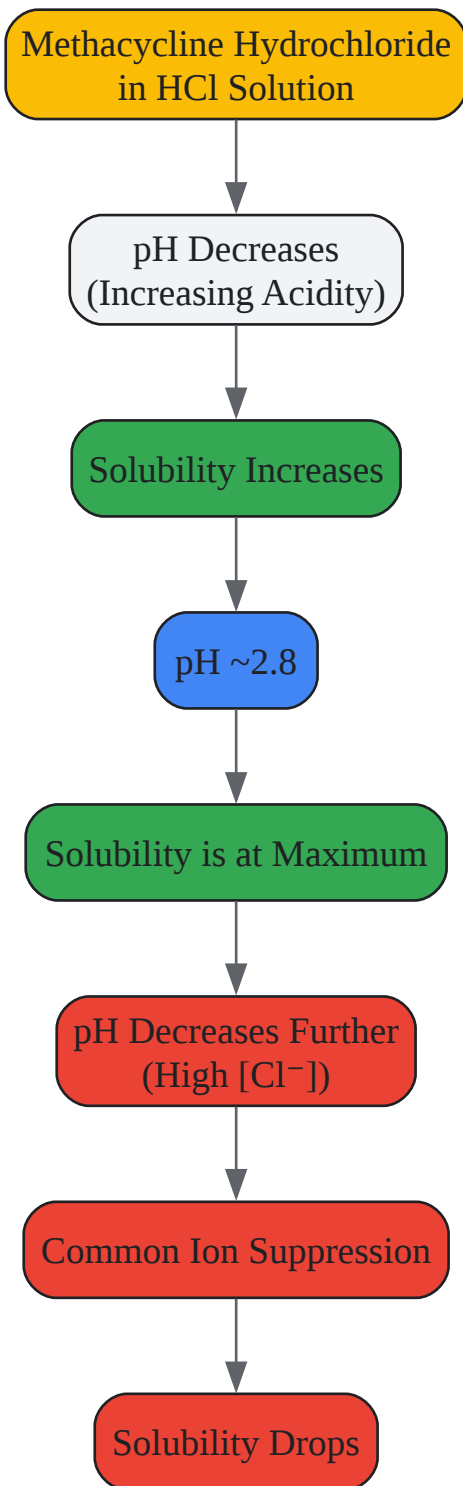 Methacycline Hydrochloride
in HCl Solution
pH Decreases
(Increasing Acidity)
Solubility Increases
pH ~2.8
Solubility is at Maximum
pH Decreases Further
(High [Cl⁻])
Common Ion Suppression
Solubility Drops